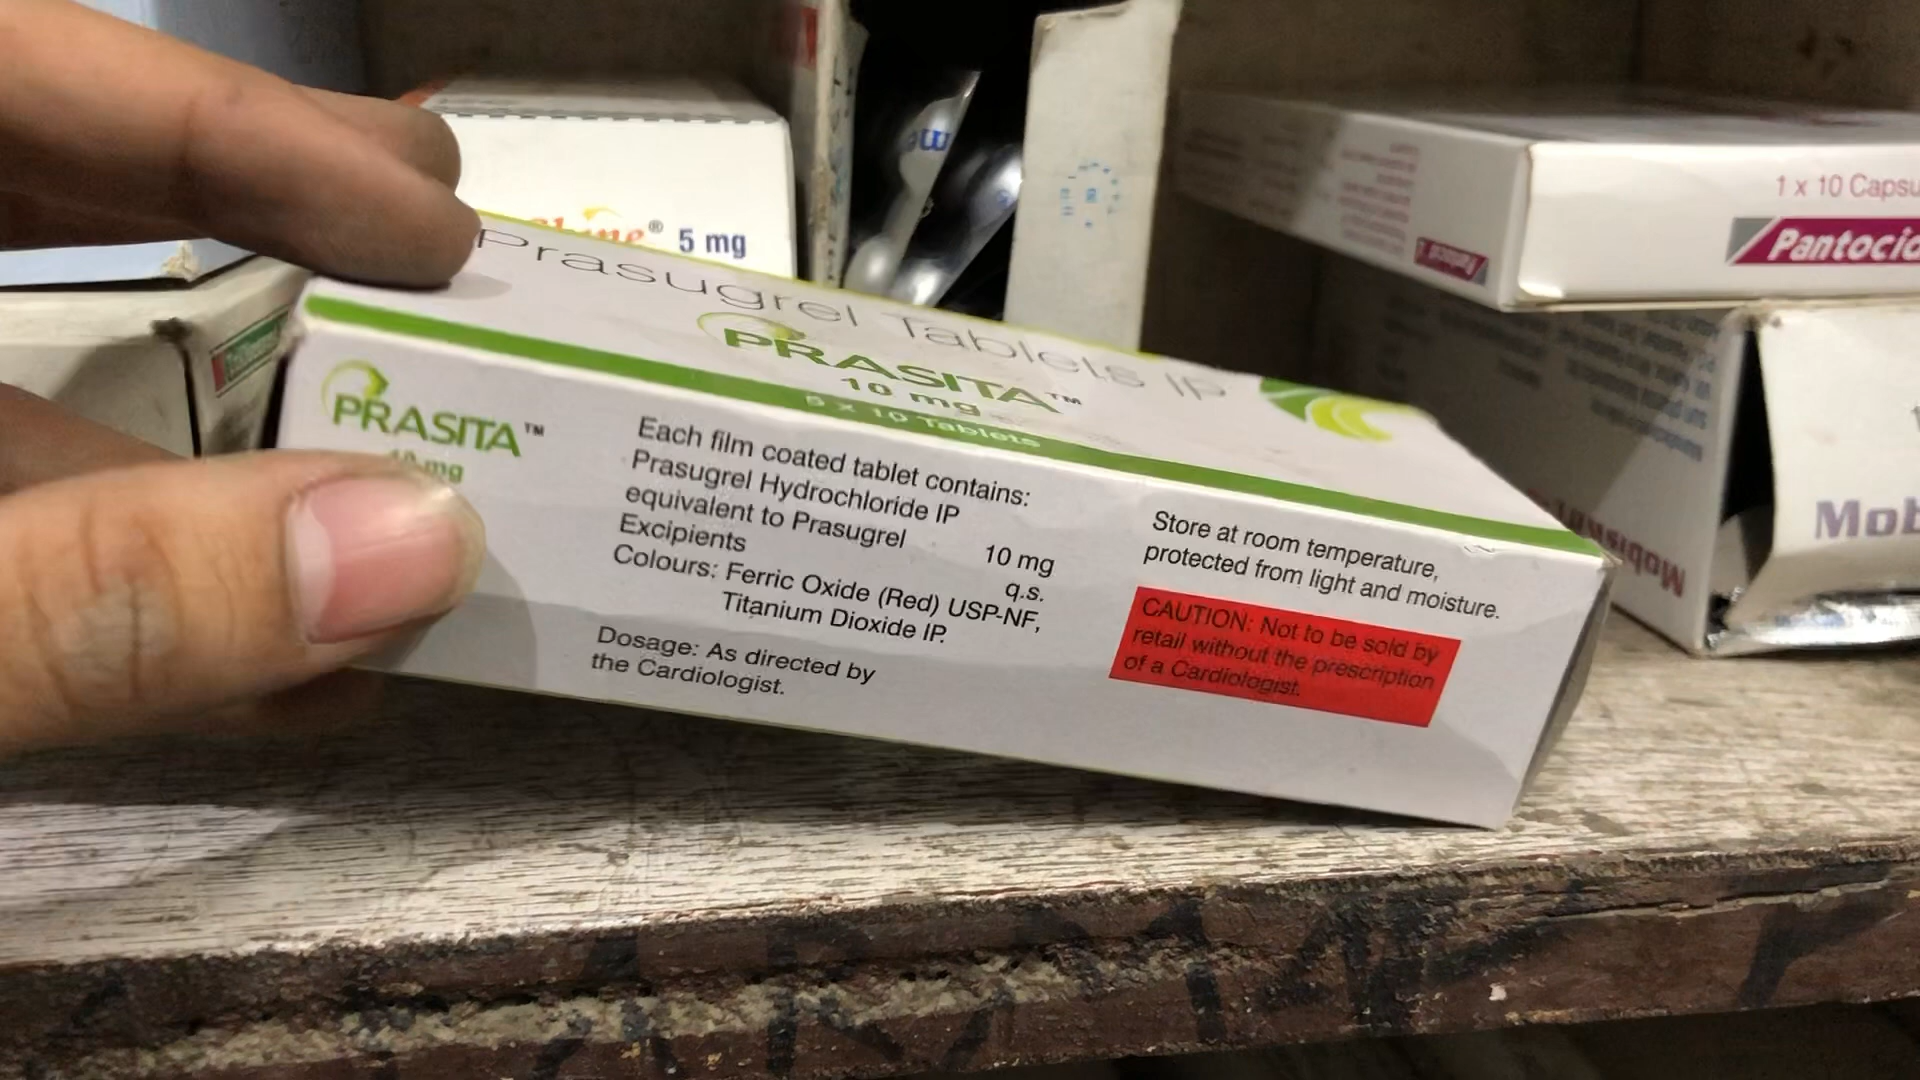 5 mg
1 x 10 Capsu
Pantocid
Prasugrel Tablets IP
PRASITA™
10 mg
5 x 10 Tablets
PRASITA™
10 mg
Each film coated tablet contains:
Prasugrel Hydrochloride IP
equivalent to Prasugrel 10 mg
Excipients q.s.
Colours: Ferric Oxide (Red) USP-NF,
Titanium Dioxide IP.
Dosage: As directed by
the Cardiologist.
Store at room temperature,
protected from light and moisture.
CAUTION: Not to be sold by
retail without the prescription
of a Cardiologist.
Mob